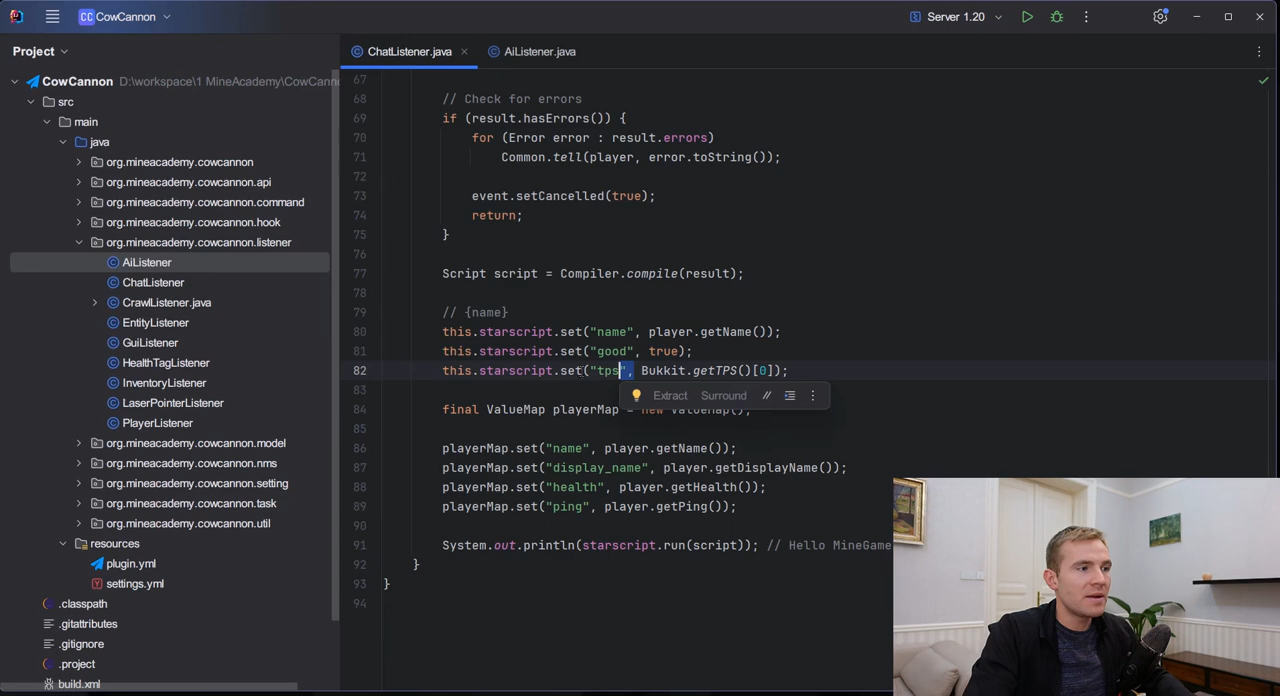 CC CowCannon
Server 1.20
Project
ChatListener.java
AiListener.java
CowCannon D:\workspace\1 MineAcademy\CowCann
src
main
java
org.mineacademy.cowcannon
org.mineacademy.cowcannon.api
org.mineacademy.cowcannon.command
org.mineacademy.cowcannon.hook
org.mineacademy.cowcannon.listener
AiListener
ChatListener
CrawlListener.java
EntityListener
GuiListener
HealthTagListener
InventoryListener
LaserPointerListener
PlayerListener
org.mineacademy.cowcannon.model
org.mineacademy.cowcannon.nms
org.mineacademy.cowcannon.setting
org.mineacademy.cowcannon.task
org.mineacademy.cowcannon.util
resources
plugin.yml
settings.yml
.classpath
.gitattributes
.gitignore
.project
build.xml
67
68 // Check for errors
69 if (result.hasErrors()) {
70 for (Error error : result.errors)
71 Common.tell(player, error.toString());
72
73 event.setCancelled(true);
74 return;
75 }
76
77 Script script = Compiler.compile(result);
78
79 // {name}
80 this.starscript.set("name", player.getName());
81 this.starscript.set("good", true);
82 this.starscript.set("tps", Bukkit.getTPS()[0]);
83
Extract Surround //
84 final ValueMap playerMap = new ValueMap();
85
86 playerMap.set("name", player.getName());
87 playerMap.set("display_name", player.getDisplayName());
88 playerMap.set("health", player.getHealth());
89 playerMap.set("ping", player.getPing());
90
91 System.out.println(starscript.run(script)); // Hello MineGame
92 }
93 }
94